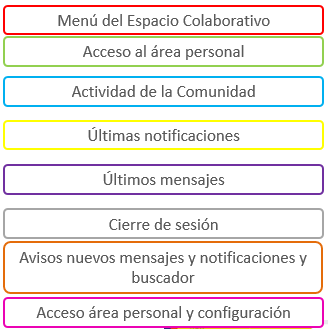 Menú del Espacio Colaborativo
Acceso al área personal
Actividad de la Comunidad
Últimas notificaciones
Últimos mensajes
Cierre de sesión
Avisos nuevos mensajes y notificaciones y
buscador
Acceso área personal y configuración